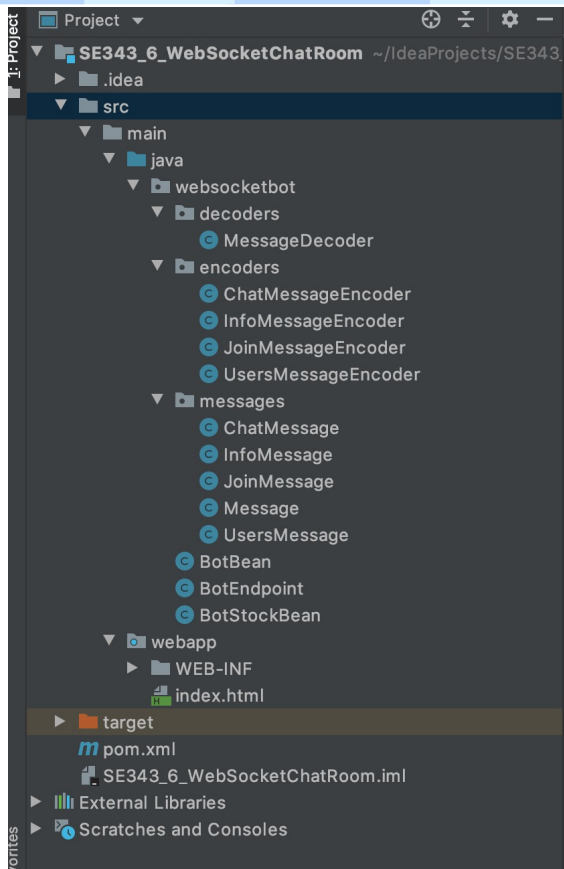 1: Project
Project
SE343_6_WebSocketChatRoom ~/IdeaProjects/SE343_
.idea
src
main
java
websocketbot
decoders
MessageDecoder
encoders
ChatMessageEncoder
InfoMessageEncoder
JoinMessageEncoder
UsersMessageEncoder
messages
ChatMessage
InfoMessage
JoinMessage
Message
UsersMessage
BotBean
BotEndpoint
BotStockBean
webapp
WEB-INF
index.html
target
pom.xml
SE343_6_WebSocketChatRoom.iml
External Libraries
Scratches and Consoles
vorites